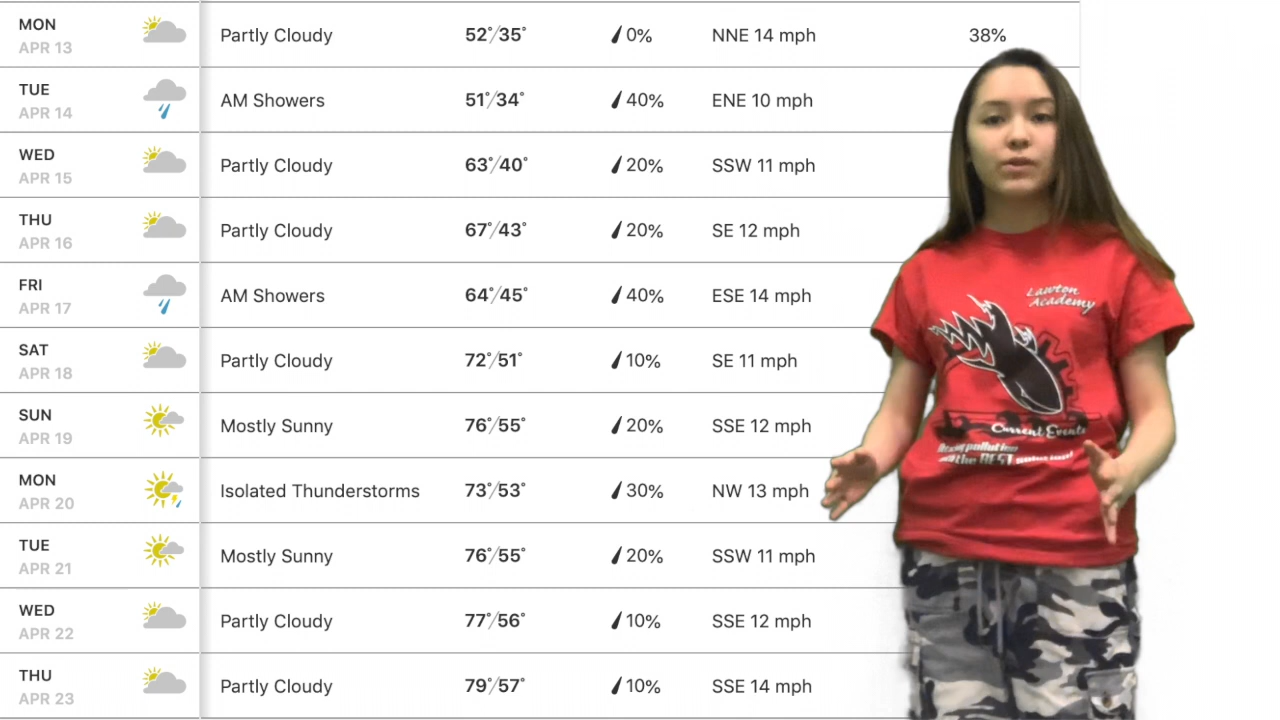 MON
APR 13
Partly Cloudy
52°/35°
0%
NNE 14 mph
38%
TUE
APR 14
AM Showers
51°/34°
40%
ENE 10 mph
WED
APR 15
Partly Cloudy
63°/40°
20%
SSW 11 mph
THU
APR 16
Partly Cloudy
67°/43°
20%
SE 12 mph
FRI
APR 17
AM Showers
64°/45°
40%
ESE 14 mph
SAT
APR 18
Partly Cloudy
72°/51°
10%
SE 11 mph
SUN
APR 19
Mostly Sunny
76°/55°
20%
SSE 12 mph
MON
APR 20
Isolated Thunderstorms
73°/53°
30%
NW 13 mph
TUE
APR 21
Mostly Sunny
76°/55°
20%
SSW 11 mph
WED
APR 22
Partly Cloudy
77°/56°
10%
SSE 12 mph
THU
APR 23
Partly Cloudy
79°/57°
10%
SSE 14 mph
Lawton
Academy
Current Events
pollution
the BEST solution!